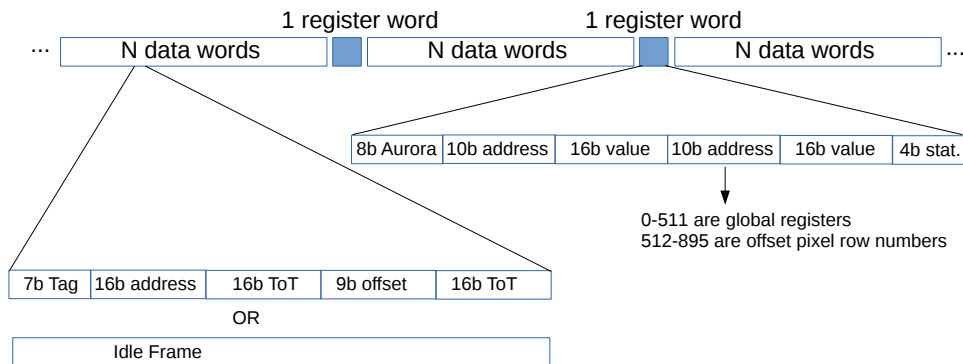 1 register word 1 register word
... N data words N data words N data words ...
8b Aurora 10b address 16b value 10b address 16b value 4b stat.
0-511 are global registers
512-895 are offset pixel row numbers
7b Tag 16b address 16b ToT 9b offset 16b ToT
OR
Idle Frame